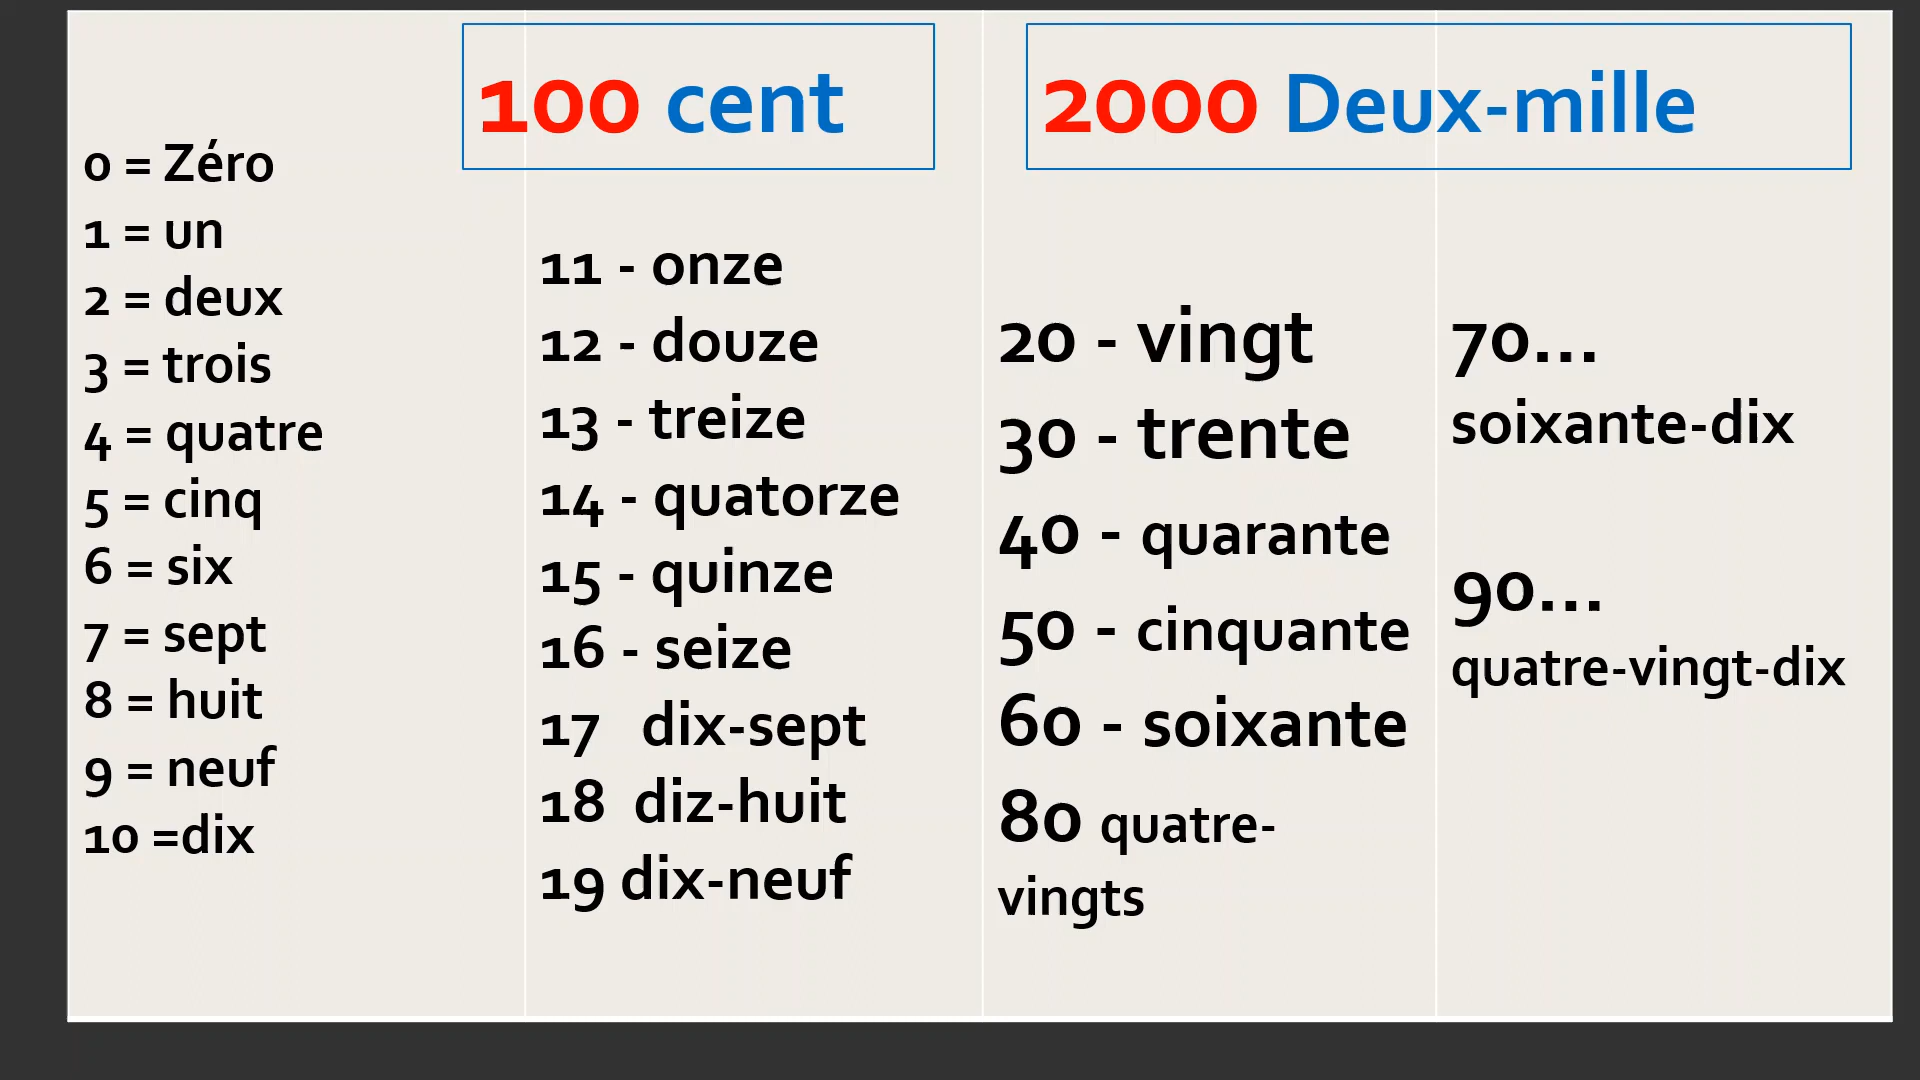 100 cent
2000 Deux-mille
0 = Zéro
1 = un
2 = deux
3 = trois
4 = quatre
5 = cinq
6 = six
7 = sept
8 = huit
9 = neuf
10 =dix
11 - onze
12 - douze
13 - treize
14 - quatorze
15 - quinze
16 - seize
17 dix-sept
18 diz-huit
19 dix-neuf
20 - vingt
30 - trente
40 - quarante
50 - cinquante
60 - soixante
80 quatre-
vingts
70...
soixante-dix
90...
quatre-vingt-dix